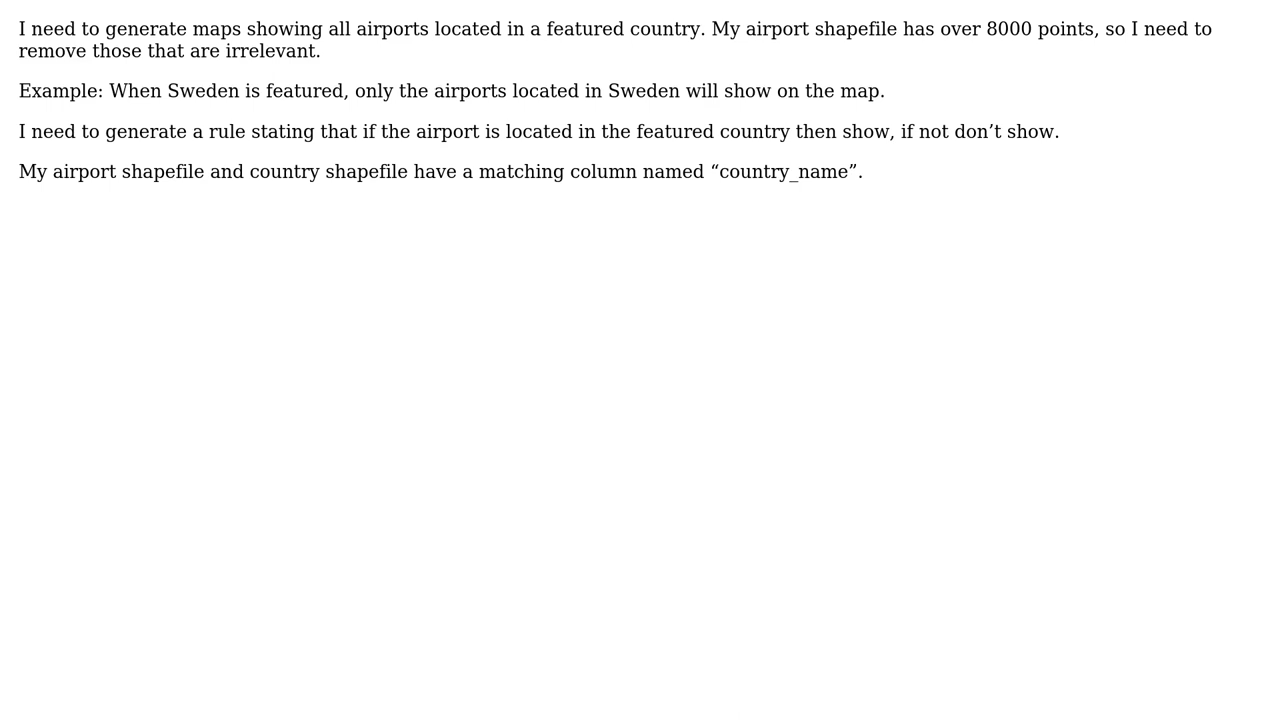 I need to generate maps showing all airports located in a featured country. My airport shapefile has over 8000 points, so I need to
remove those that are irrelevant.
Example: When Sweden is featured, only the airports located in Sweden will show on the map.
I need to generate a rule stating that if the airport is located in the featured country then show, if not don’t show.
My airport shapefile and country shapefile have a matching column named “country_name”.